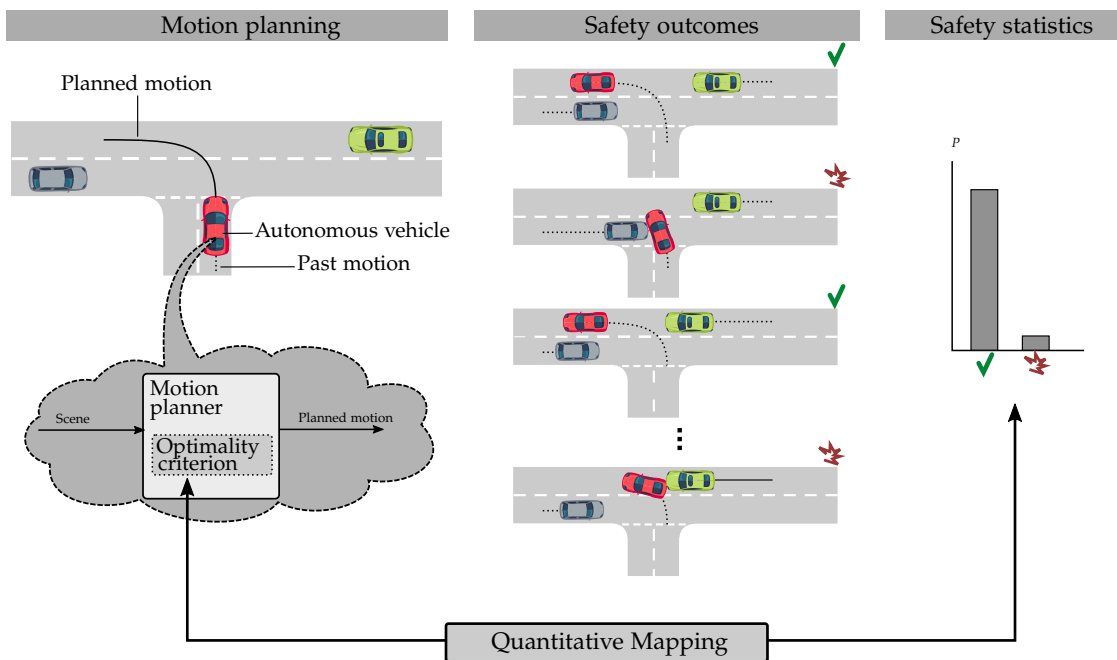 Motion planning
Planned motion
Autonomous vehicle
Past motion
Scene
Motion
planner
Optimality
criterion
Planned motion
Safety outcomes
Safety statistics
P
Quantitative Mapping